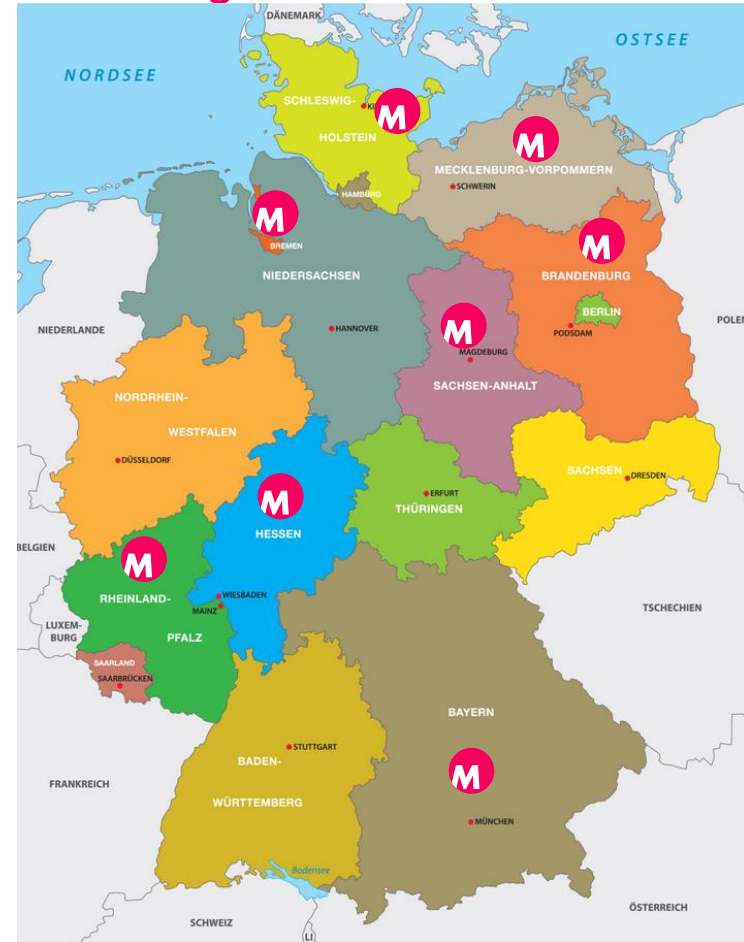 DÄNEMARK
OSTSEE
NORDSEE
SCHLESWIG-
M
HOLSTEIN
M
MECKLENBURG-VORPOMMERN
SCHWERIN
HAMBURG
M
BREMEN
M
NIEDERSACHSEN
BRANDENBURG
BERLIN
NIEDERLANDE
HANNOVER
M
PODSDAM
POLEN
MAGDEBURG
SACHSEN-ANHALT
NORDRHEIN-
WESTFALEN
DÜSSELDORF
SACHSEN
DRESDEN
M
ERFURT
THÜRINGEN
HESSEN
BELGIEN
M
RHEINLAND-
WIESBADEN
MAINZ
TSCHECHIEN
LUXEM-
BURG
PFALZ
SAARLAND
SAARBRÜCKEN
BAYERN
STUTTGART
BADEN-
M
FRANKREICH
WÜRTTEMBERG
MÜNCHEN
Bodensee
ÖSTERREICH
SCHWEIZ
LI